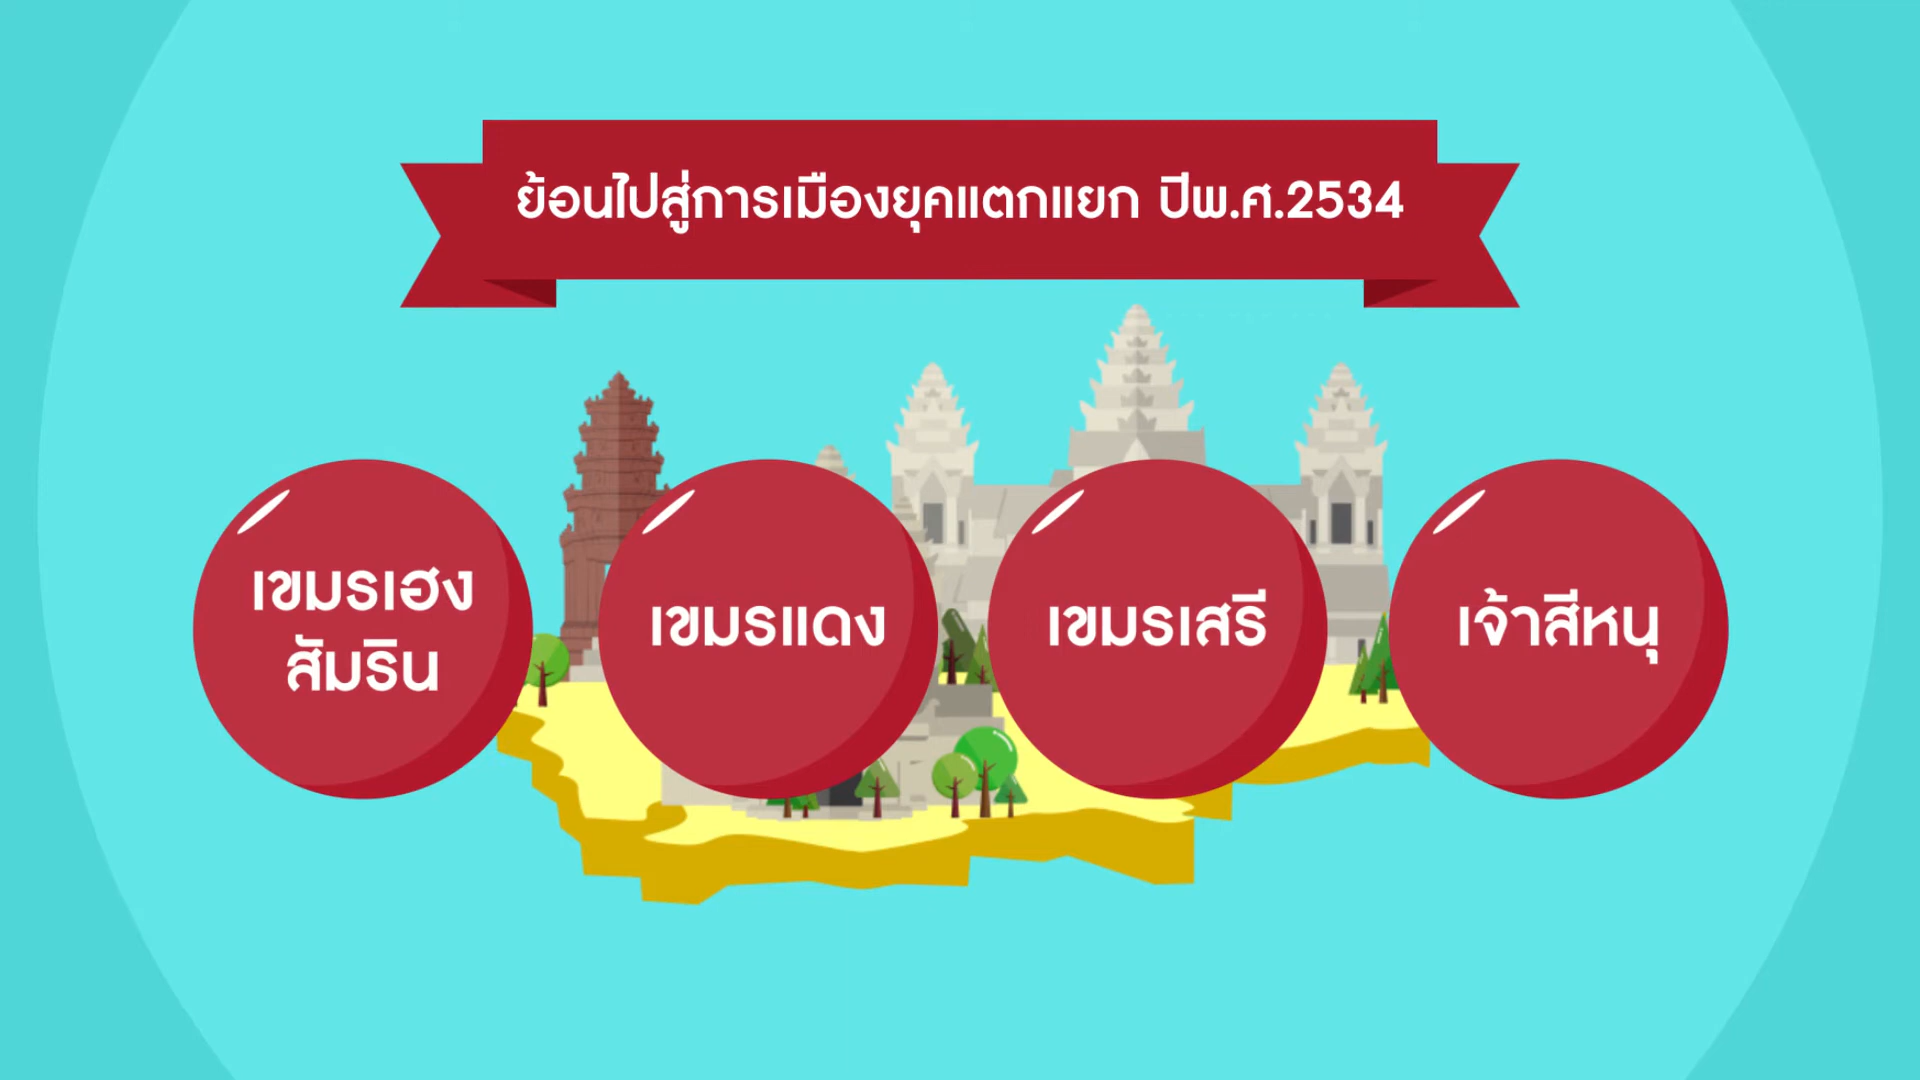 ย้อนไปสู่การเมืองยุคแตกแยก ปีพ.ศ.2534
เขมรเฮง
สัมริน
เขมรแดง
เขมรเสรี
เจ้าสีหนุ